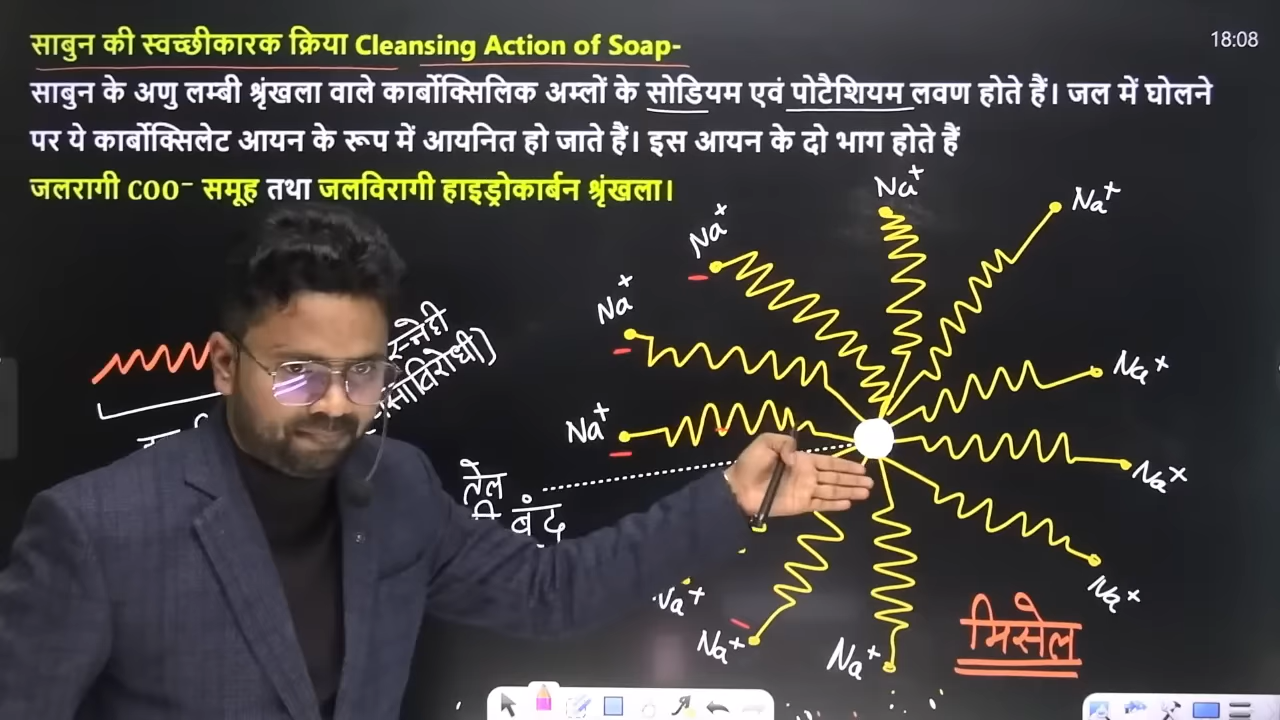 साबुन की स्वच्छीकारक क्रिया Cleansing Action of Soap-
18:08
साबुन के अणु लम्बी श्रृंखला वाले कार्बोक्सिलिक अम्लों के सोडियम एवं पोटैशियम लवण होते हैं। जल में घोलने
पर ये कार्बोक्सिलेट आयन के रूप में आयनित हो जाते हैं। इस आयन के दो भाग होते हैं
जलरागी COO⁻ समूह तथा जलविरागी हाइड्रोकार्बन श्रृंखला।
Na⁺
Na⁺
Na⁺
Na⁺
Na⁺
Na⁺
Na⁺
तेल
बूंद
Na⁺
Na⁺
Na⁺
मिसेल